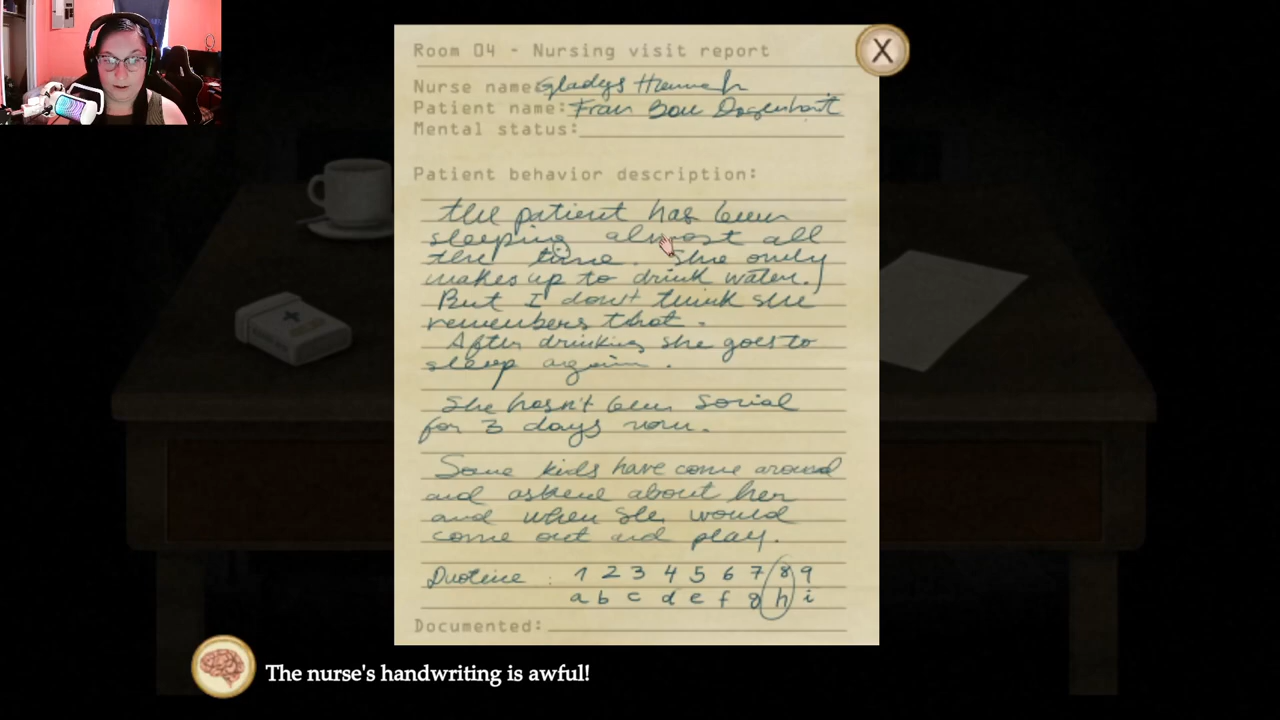 Room 04 - Nursing visit report
X
Nurse name: Gladys
Patient name: Fran Bow Dagenhart
Mental status:
Patient behavior description:
the patient has been
sleeping almost all
the time. She only
wakes up to drink water.
But I don't think she
remembers that.
After drinking she goes to
sleep again.
She hasn't been social
for 3 days now.
Some kids have come around
and asked about her
and when she would
come out and play.
Duotine : 1 2 3 4 5 6 7 8 9
a b c d e f g h i
Documented:
The nurse's handwriting is awful!